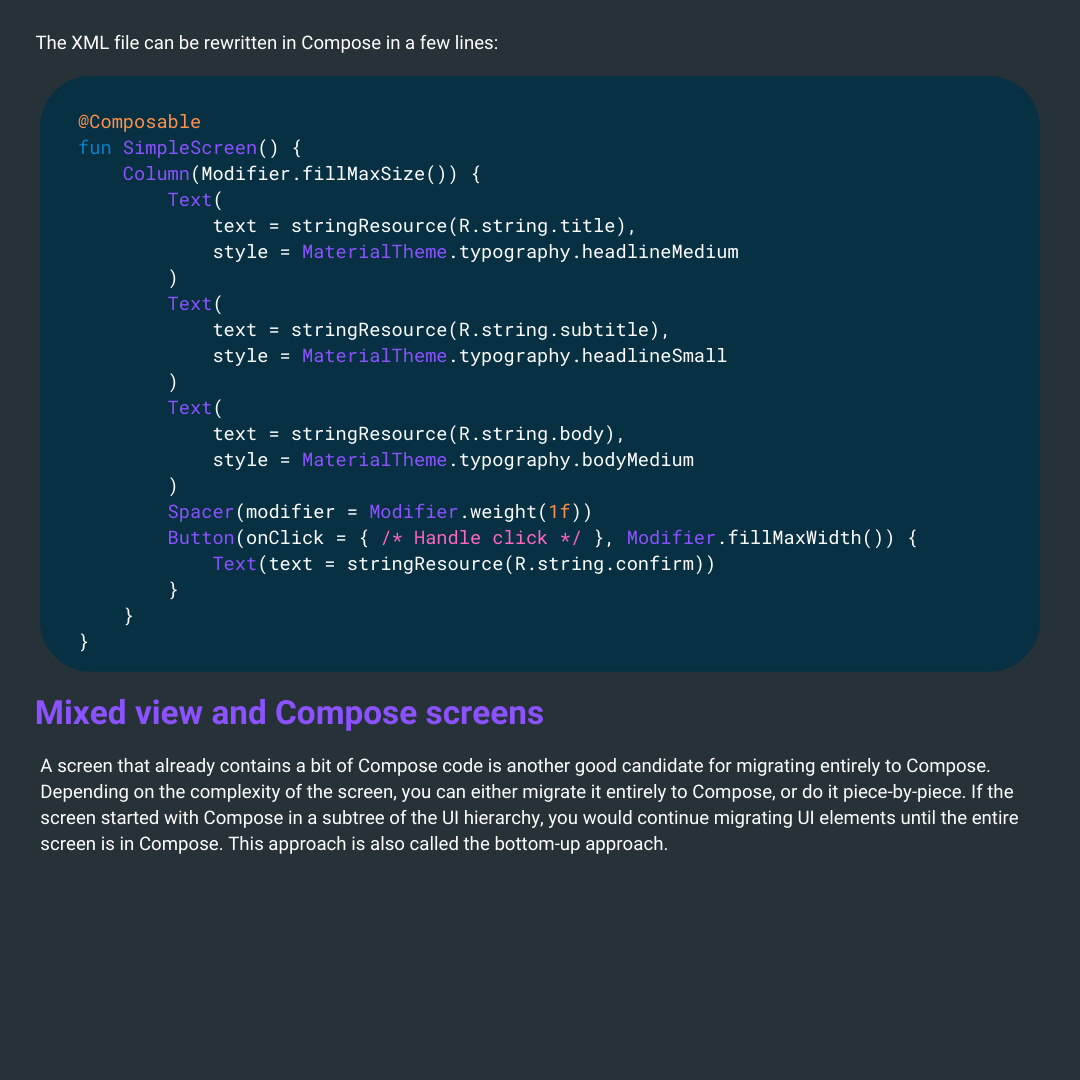 The XML file can be rewritten in Compose in a few lines:
@Composable
fun SimpleScreen() {
    Column(Modifier.fillMaxSize()) {
        Text(
            text = stringResource(R.string.title),
            style = MaterialTheme.typography.headlineMedium
        )
        Text(
            text = stringResource(R.string.subtitle),
            style = MaterialTheme.typography.headlineSmall
        )
        Text(
            text = stringResource(R.string.body),
            style = MaterialTheme.typography.bodyMedium
        )
        Spacer(modifier = Modifier.weight(1f))
        Button(onClick = { /* Handle click */ }, Modifier.fillMaxWidth()) {
            Text(text = stringResource(R.string.confirm))
        }
    }
}
Mixed view and Compose screens
A screen that already contains a bit of Compose code is another good candidate for migrating entirely to Compose.
Depending on the complexity of the screen, you can either migrate it entirely to Compose, or do it piece-by-piece. If the
screen started with Compose in a subtree of the UI hierarchy, you would continue migrating UI elements until the entire
screen is in Compose. This approach is also called the bottom-up approach.